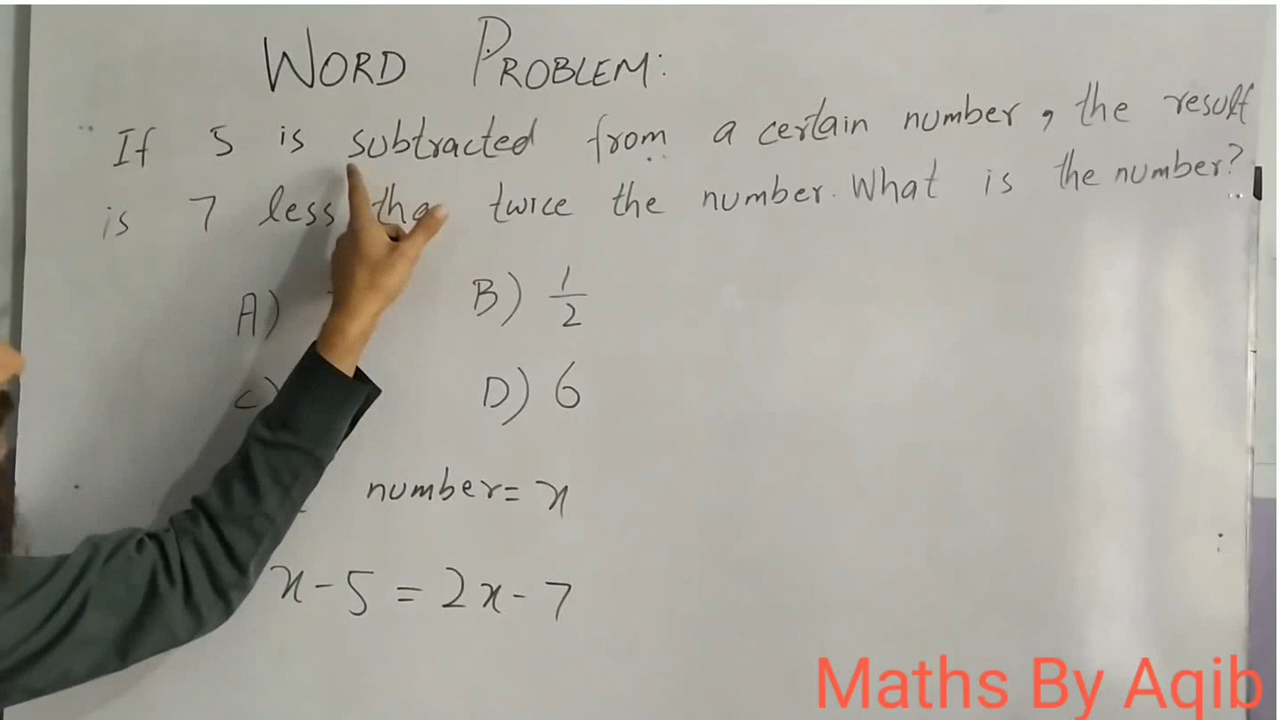 WORD PROBLEM:
If 5 is subtracted from a certain number, the result
is 7 less tha twice the number. What is the number?
A) B) 1/2
C) D) 6
number = x
x - 5 = 2x - 7
Maths By Aqib